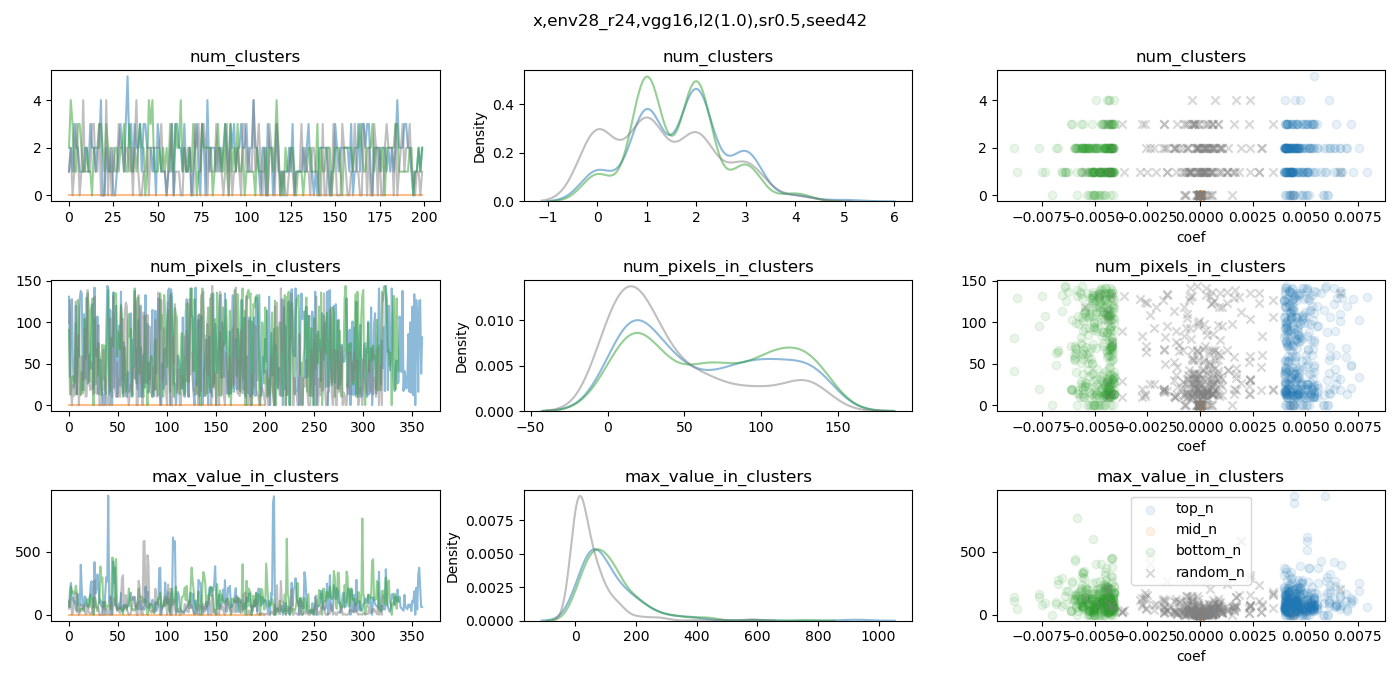 x,env28_r24,vgg16,l2(1.0),sr0.5,seed42
num_clusters
num_clusters
num_clusters
4
2
0
0 25 50 75 100 125 150 175 200
Density
0.4
0.2
0.0
−1 0 1 2 3 4 5 6
4
2
0
−0.0075 −0.0050 −0.0025 0.0000 0.0025 0.0050 0.0075
coef
num_pixels_in_clusters
num_pixels_in_clusters
num_pixels_in_clusters
150
100
50
0
0 50 100 150 200 250 300 350
Density
0.010
0.005
0.000
−50 0 50 100 150
150
100
50
0
−0.0075 −0.0050 −0.0025 0.0000 0.0025 0.0050 0.0075
coef
max_value_in_clusters
max_value_in_clusters
max_value_in_clusters
500
0
0 50 100 150 200 250 300 350
Density
0.0075
0.0050
0.0025
0.0000
0 200 400 600 800 1000
500
0
top_n
mid_n
bottom_n
random_n
−0.0075 −0.0050 −0.0025 0.0000 0.0025 0.0050 0.0075
coef